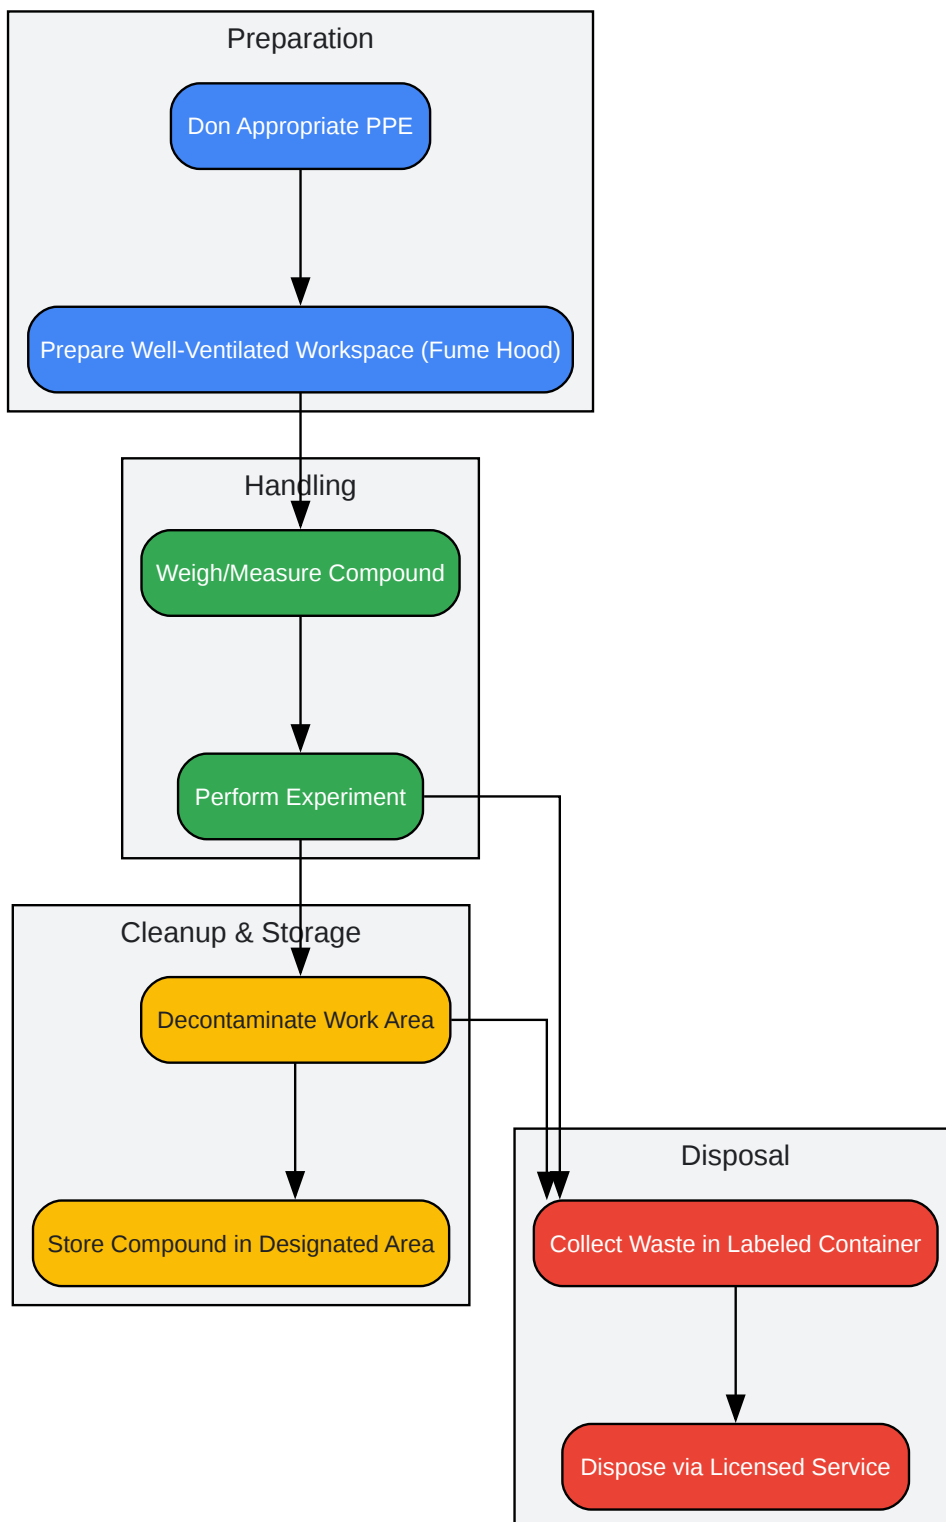 Preparation
Don Appropriate PPE
Prepare Well-Ventilated Workspace (Fume Hood)
Handling
Weigh/Measure Compound
Perform Experiment
Cleanup & Storage
Decontaminate Work Area
Store Compound in Designated Area
Disposal
Collect Waste in Labeled Container
Dispose via Licensed Service